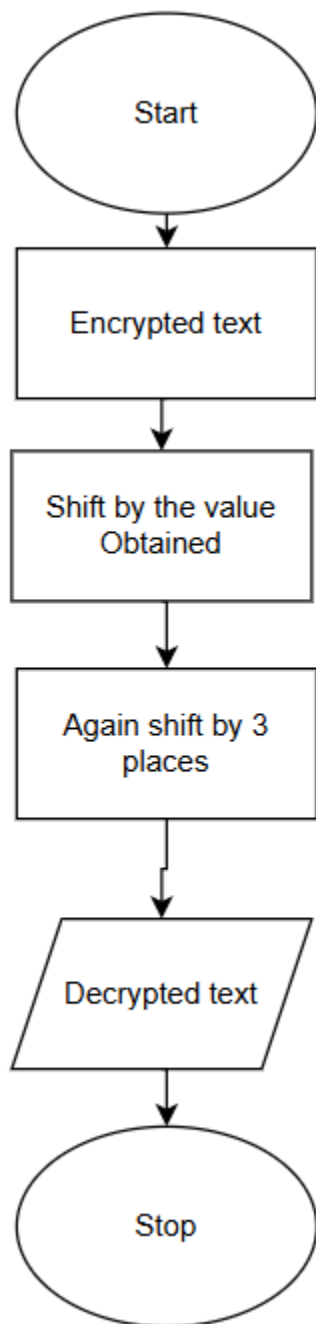 Start
Encrypted text
Shift by the value
Obtained
Again shift by 3
places
Decrypted text
Stop